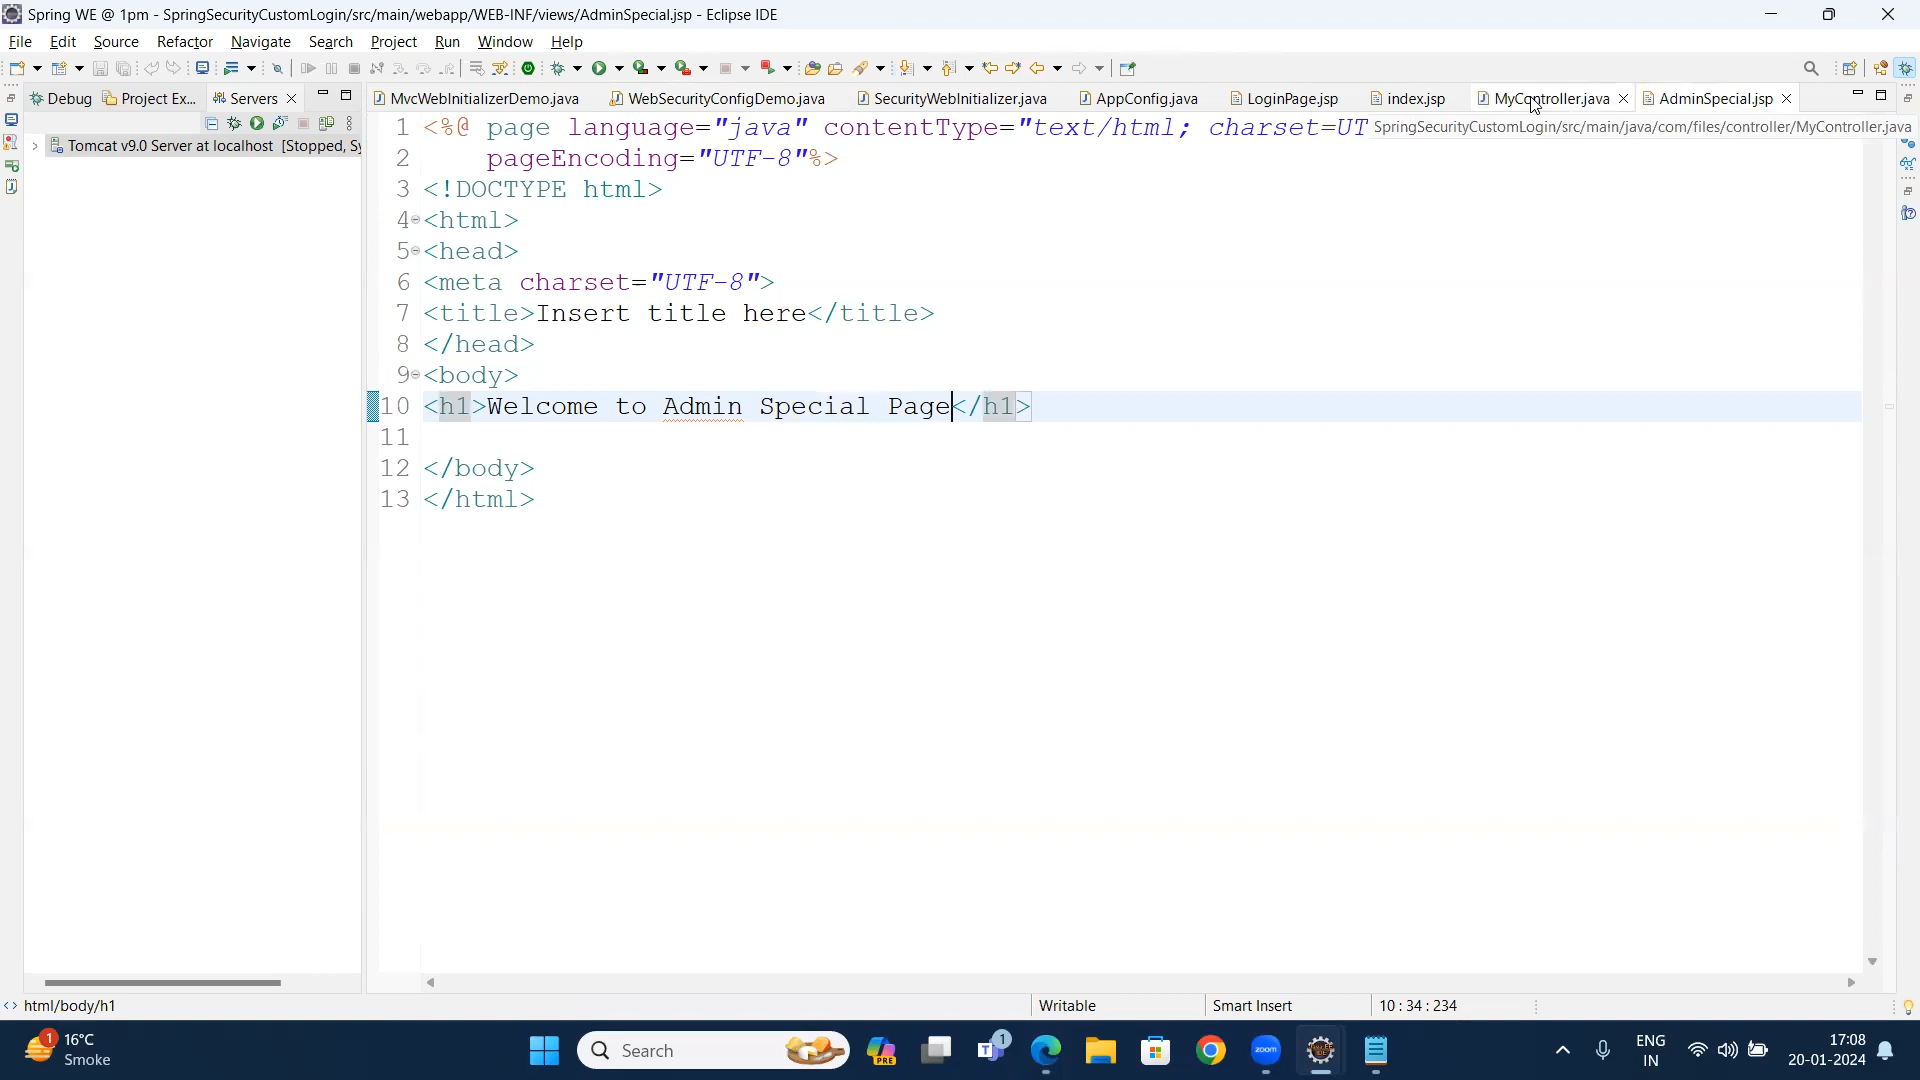 Spring WE @ 1pm - SpringSecurityCustomLogin/src/main/webapp/WEB-INF/views/AdminSpecial.jsp - Eclipse IDE
File Edit Source Refactor Navigate Search Project Run Window Help
Debug Project Ex... Servers MvcWebInitializerDemo.java WebSecurityConfigDemo.java SecurityWebInitializer.java AppConfig.java LoginPage.jsp index.jsp MyController.java AdminSpecial.jsp
Tomcat v9.0 Server at localhost [Stopped, Sy
SpringSecurityCustomLogin/src/main/java/com/files/controller/MyController.java
1 <%@ page language="java" contentType="text/html; charset=UT
2 pageEncoding="UTF-8"%>
3 <!DOCTYPE html>
4 <html>
5 <head>
6 <meta charset="UTF-8">
7 <title>Insert title here</title>
8 </head>
9 <body>
10 <h1>Welcome to Admin Special Page</h1>
11
12 </body>
13 </html>
html/body/h1 Writable Smart Insert 10 : 34 : 234
1 16°C Smoke
Search
PRE
1
zoom
ENG IN
17:08
20-01-2024